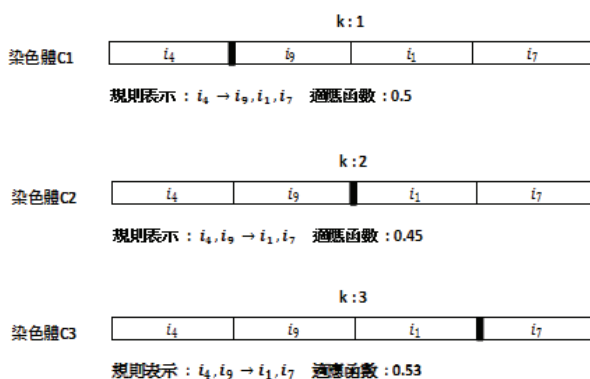 k : 1
染色體C1 i₄ i₉ i₁ i₇
規則表示 : i₄ → i₉, i₁, i₇ 適應函數 : 0.5
k : 2
染色體C2 i₄ i₉ i₁ i₇
規則表示 : i₄, i₉ → i₁, i₇ 適應函數 : 0.45
k : 3
染色體C3 i₄ i₉ i₁ i₇
規則表示 : i₄, i₉ → i₁, i₇ 適應函數 : 0.53